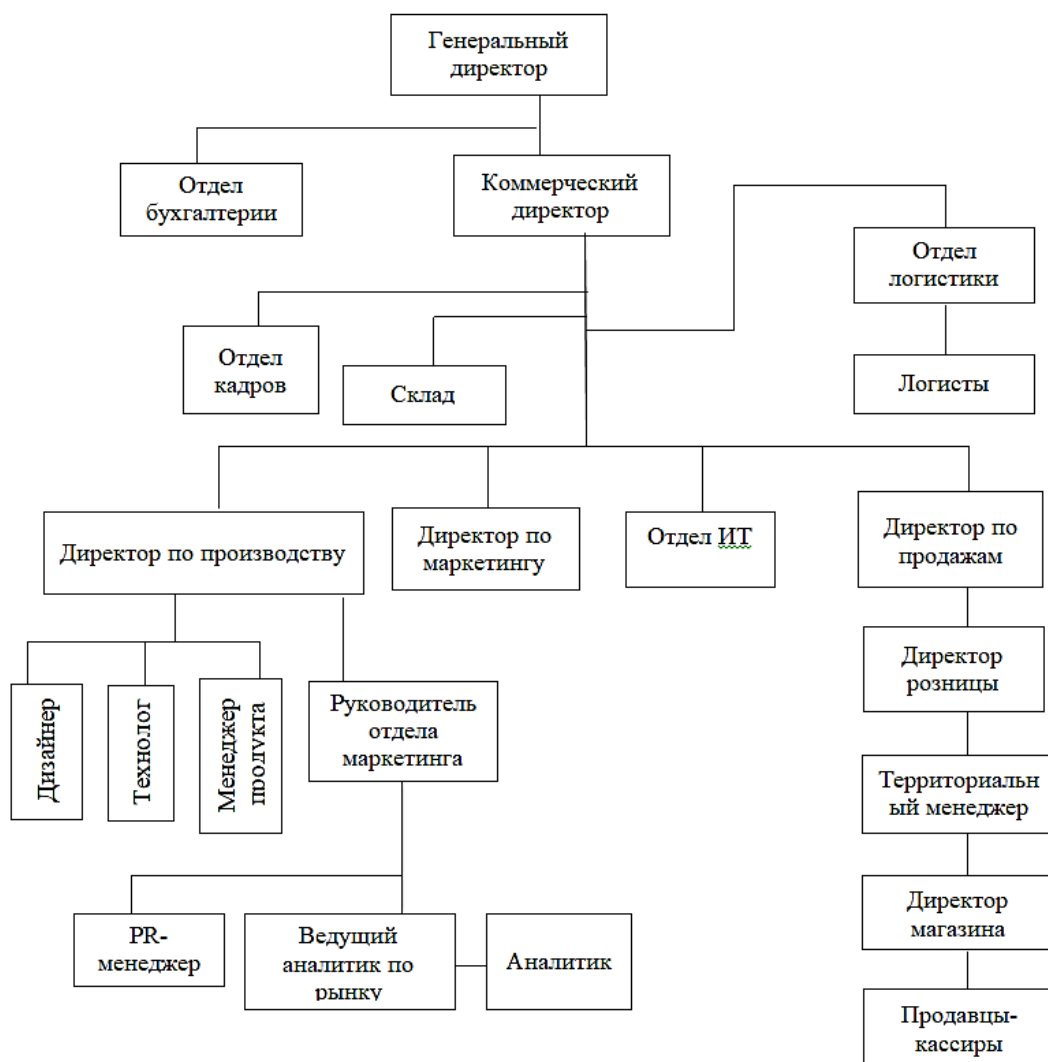 Генеральный
директор
Отдел
бухгалтерии
Коммерческий
директор
Отдел
логистики
Отдел
кадров
Склад
Логисты
Директор по производству
Директор по
маркетингу
Отдел ИТ
Директор по
продажам
Дизайнер
Технолог
Менеджер
продукта
Руководитель
отдела
маркетинга
Директор
розницы
Территориальн
ый менеджер
PR-
менеджер
Ведущий
аналитик по
рынку
Аналитик
Директор
магазина
Продавцы-
кассиры